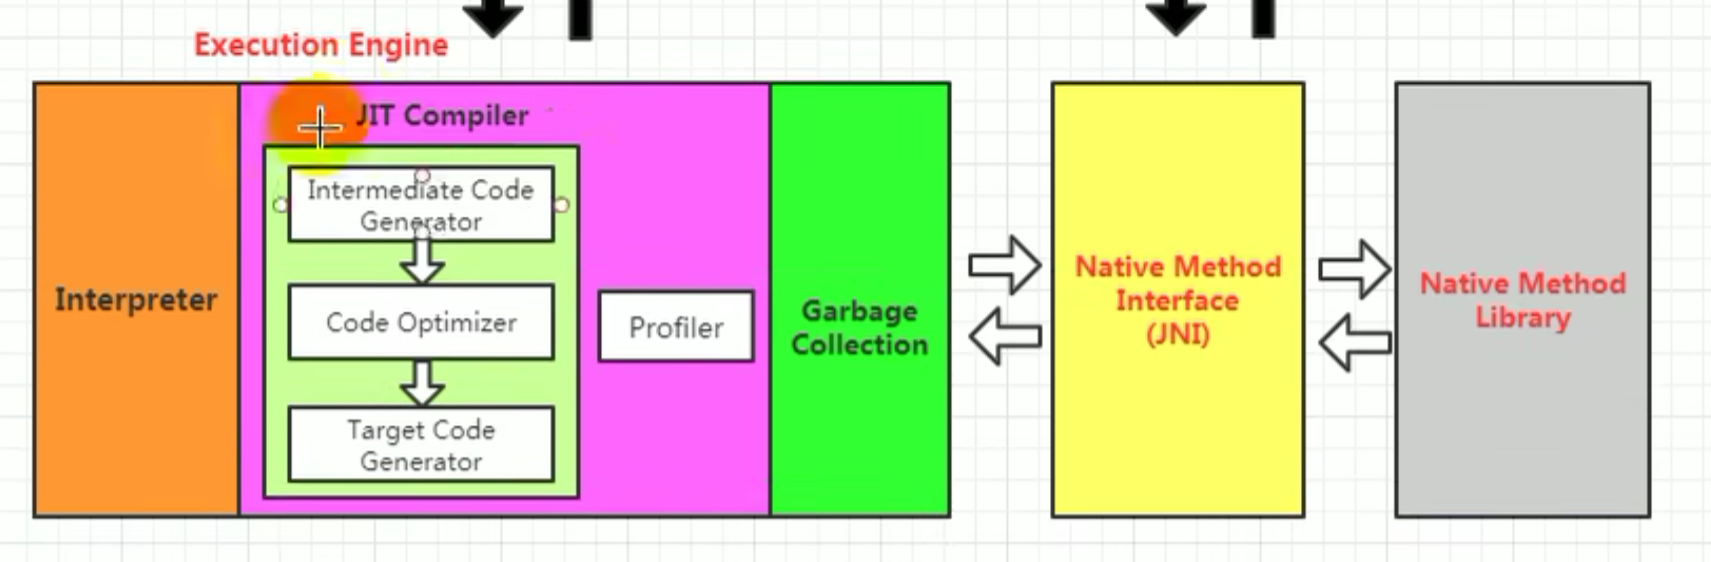 Execution Engine
JIT Compiler
Interpreter
Intermediate Code
Generator
Code Optimizer
Target Code
Generator
Profiler
Garbage
Collection
Native Method
Interface
(JNI)
Native Method
Library